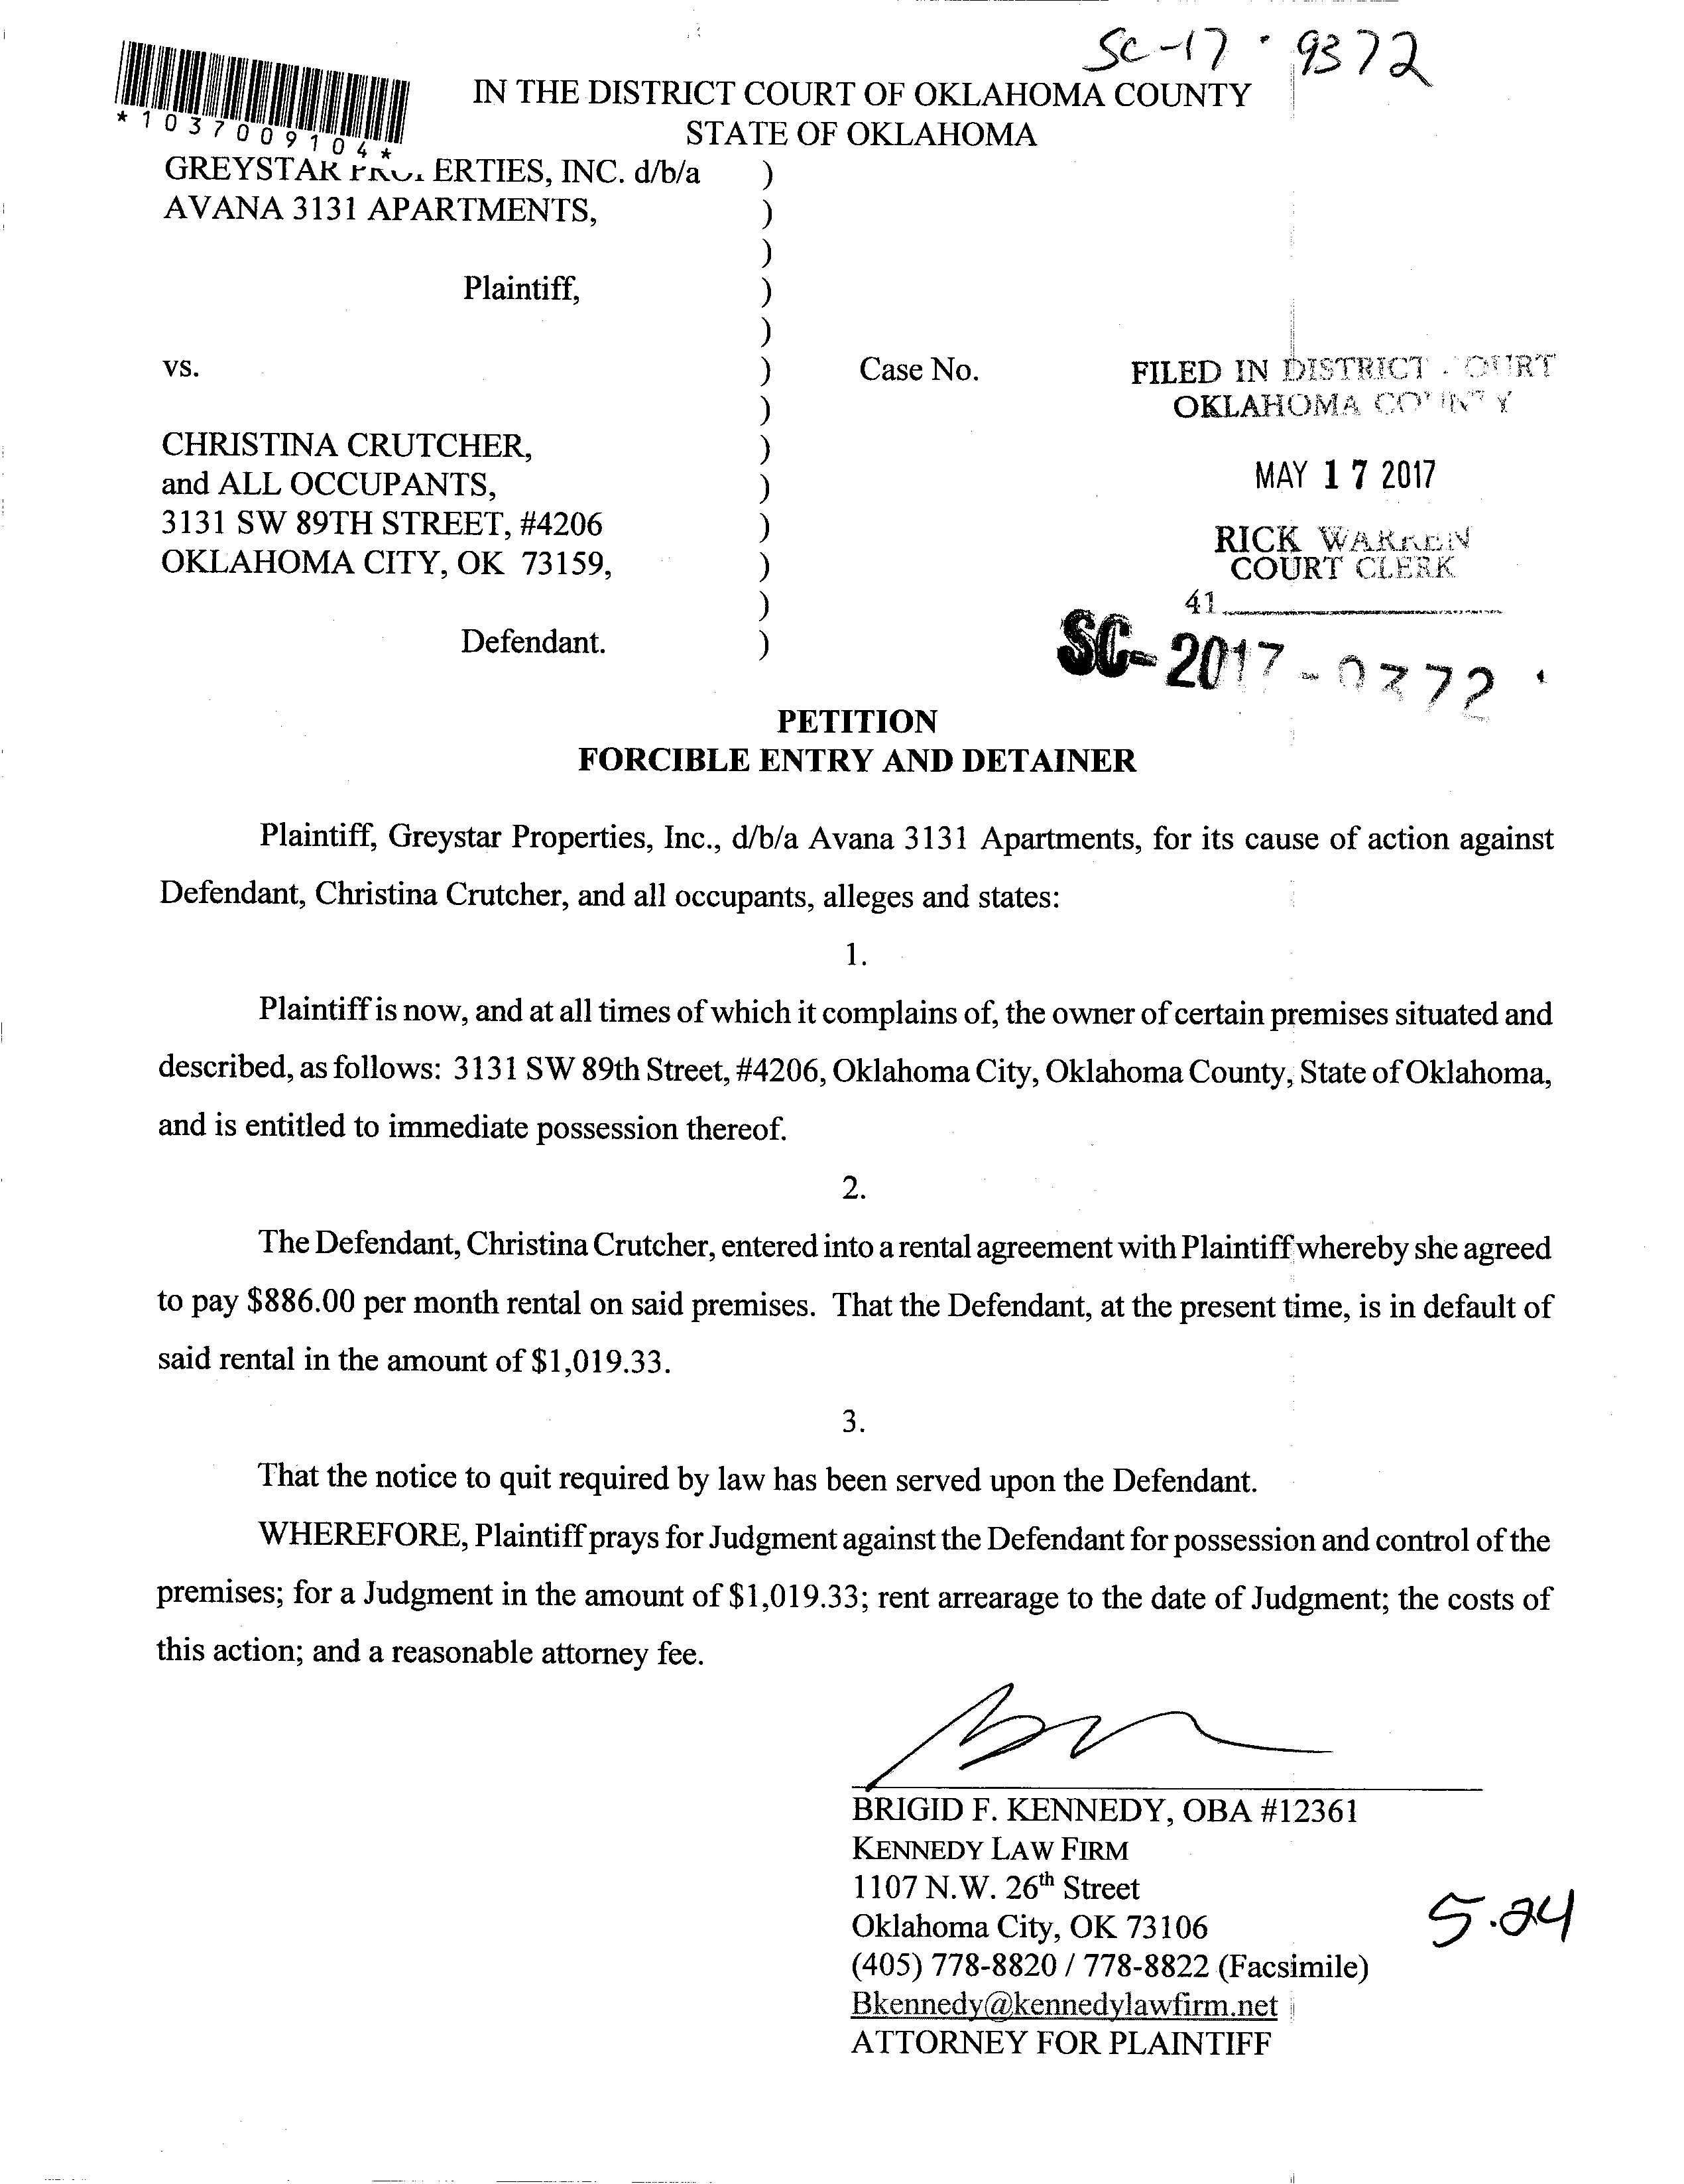 SC-17 · 9372
*1037009104*
IN THE DISTRICT COURT OF OKLAHOMA COUNTY
STATE OF OKLAHOMA
GREYSTAR PROPERTIES, INC. d/b/a )
AVANA 3131 APARTMENTS, )
)
Plaintiff, )
)
vs. ) Case No.
)
CHRISTINA CRUTCHER, )
and ALL OCCUPANTS, )
3131 SW 89TH STREET, #4206 )
OKLAHOMA CITY, OK 73159, )
)
Defendant. )
FILED IN DISTRICT COURT
OKLAHOMA COUNTY
MAY 17 2017
RICK WARREN
COURT CLERK
41
SC-2017-9372
PETITION
FORCIBLE ENTRY AND DETAINER
Plaintiff, Greystar Properties, Inc., d/b/a Avana 3131 Apartments, for its cause of action against
Defendant, Christina Crutcher, and all occupants, alleges and states:
1.
Plaintiff is now, and at all times of which it complains of, the owner of certain premises situated and
described, as follows: 3131 SW 89th Street, #4206, Oklahoma City, Oklahoma County, State of Oklahoma,
and is entitled to immediate possession thereof.
2.
The Defendant, Christina Crutcher, entered into a rental agreement with Plaintiff whereby she agreed
to pay $886.00 per month rental on said premises. That the Defendant, at the present time, is in default of
said rental in the amount of $1,019.33.
3.
That the notice to quit required by law has been served upon the Defendant.
WHEREFORE, Plaintiff prays for Judgment against the Defendant for possession and control of the
premises; for a Judgment in the amount of $1,019.33; rent arrearage to the date of Judgment; the costs of
this action; and a reasonable attorney fee.
BRIGID F. KENNEDY, OBA #12361
KENNEDY LAW FIRM
1107 N.W. 26th Street
Oklahoma City, OK 73106
(405) 778-8820 / 778-8822 (Facsimile)
Bkennedy@kennedylawfirm.net
ATTORNEY FOR PLAINTIFF
5.24